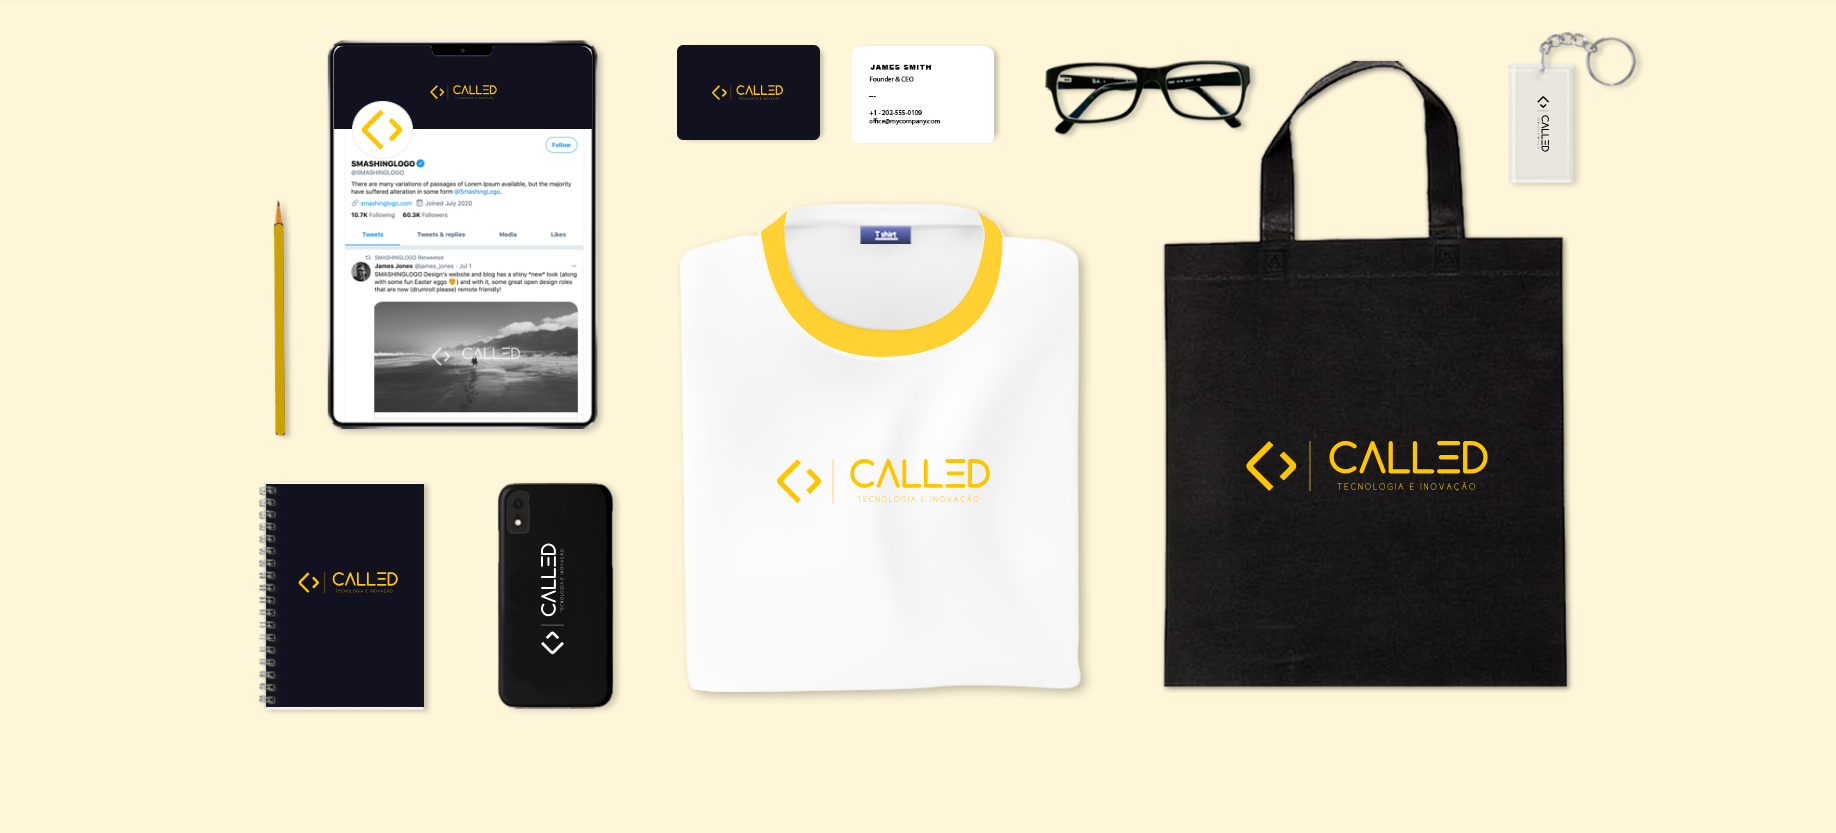 CALLED
Follow
SMASHINGLOGO
@SMASHINGLOGO
There are many variations of passages of Lorem Ipsum available, but the majority
have suffered alteration in some form @SmashingLogo.
smashinglogo.com Joined July 2020
10.7K Following 60.3K Followers
Tweets Tweets & replies Media Likes
SMASHINGLOGO Retweeted
James Jones @james_jones · Jul 1
SMASHINGLOGO Design's website and blog has a shiny *new* look (along
with some fun Easter eggs 😉) and with it, some great open design roles
that are now (drumroll please) remote friendly!
CALLED
CALLED
TECNOLOGIA E INOVAÇÃO
JAMES SMITH
Founder & CEO
---
+1 - 202-555-0109
office@mycompany.com
CALLED
TECNOLOGIA E INOVAÇÃO
T shirt
CALLED
TECNOLOGIA E INOVAÇÃO
CALLED
TECNOLOGIA E INOVAÇÃO
CALLED
TECNOLOGIA E INOVAÇÃO
CALLED
TECNOLOGIA E INOVAÇÃO